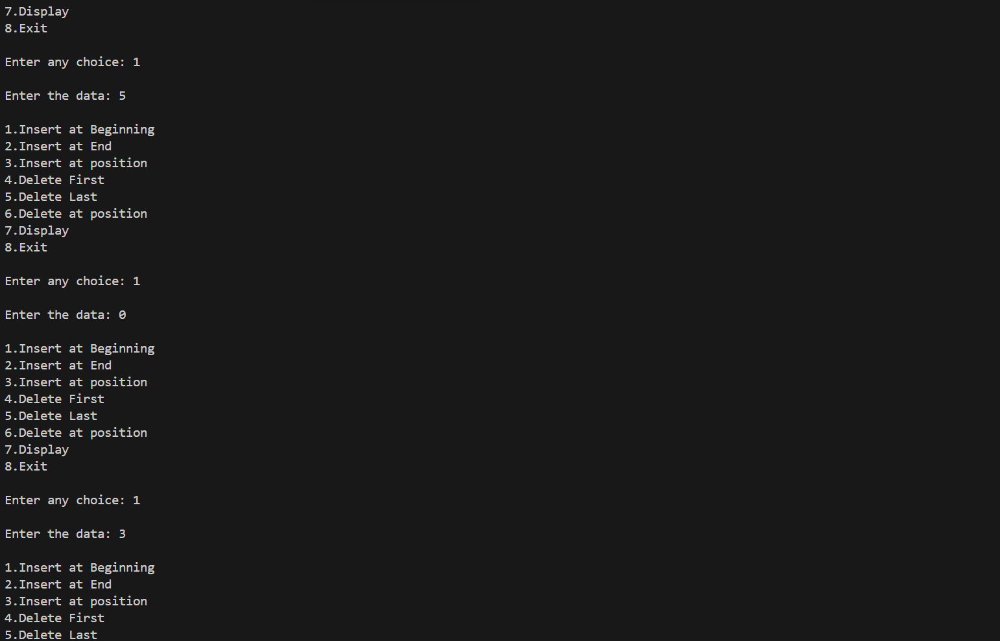 7.Display
8.Exit
Enter any choice: 1
Enter the data: 5
1.Insert at Beginning
2.Insert at End
3.Insert at position
4.Delete First
5.Delete Last
6.Delete at position
7.Display
8.Exit
Enter any choice: 1
Enter the data: 0
1.Insert at Beginning
2.Insert at End
3.Insert at position
4.Delete First
5.Delete Last
6.Delete at position
7.Display
8.Exit
Enter any choice: 1
Enter the data: 3
1.Insert at Beginning
2.Insert at End
3.Insert at position
4.Delete First
5.Delete Last